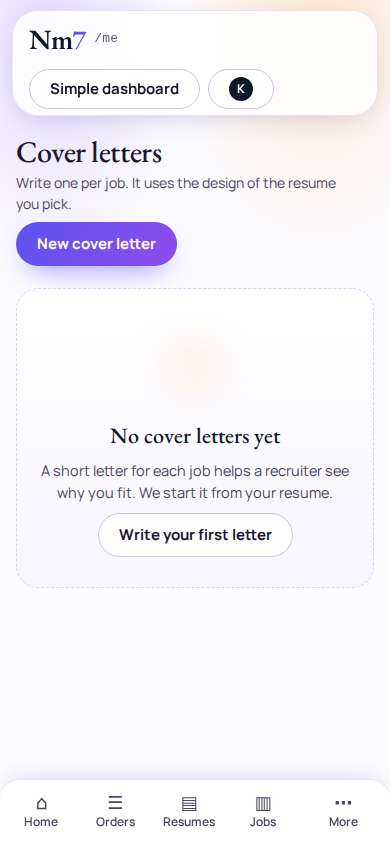 Nm7 /me
Simple dashboard
K
Cover letters
Write one per job. It uses the design of the resume
you pick.
New cover letter
No cover letters yet
A short letter for each job helps a recruiter see
why you fit. We start it from your resume.
Write your first letter
Home Orders Resumes Jobs More